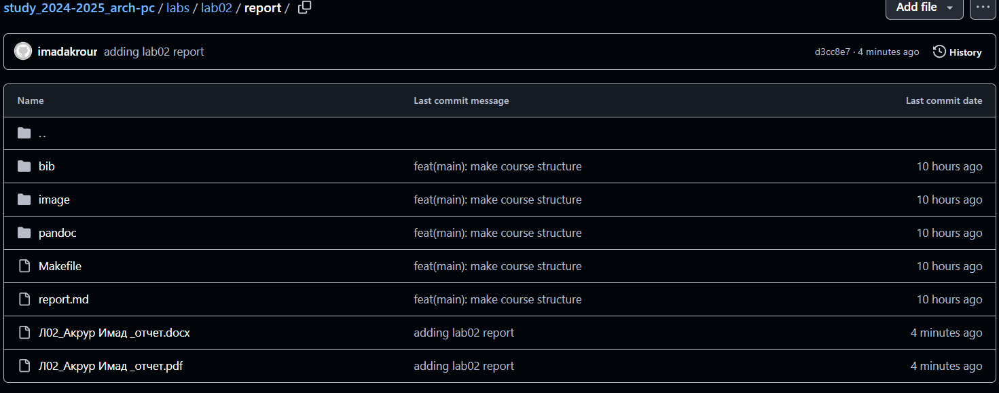 study_2024-2025_arch-pc / labs / lab02 / report /
Add file
imadakrour adding lab02 report d3cc8e7 · 4 minutes ago History
Name Last commit message Last commit date
..
bib feat(main): make course structure 10 hours ago
image feat(main): make course structure 10 hours ago
pandoc feat(main): make course structure 10 hours ago
Makefile feat(main): make course structure 10 hours ago
report.md feat(main): make course structure 10 hours ago
Л02_Акрур Имад _отчет.docx adding lab02 report 4 minutes ago
Л02_Акрур Имад _отчет.pdf adding lab02 report 4 minutes ago